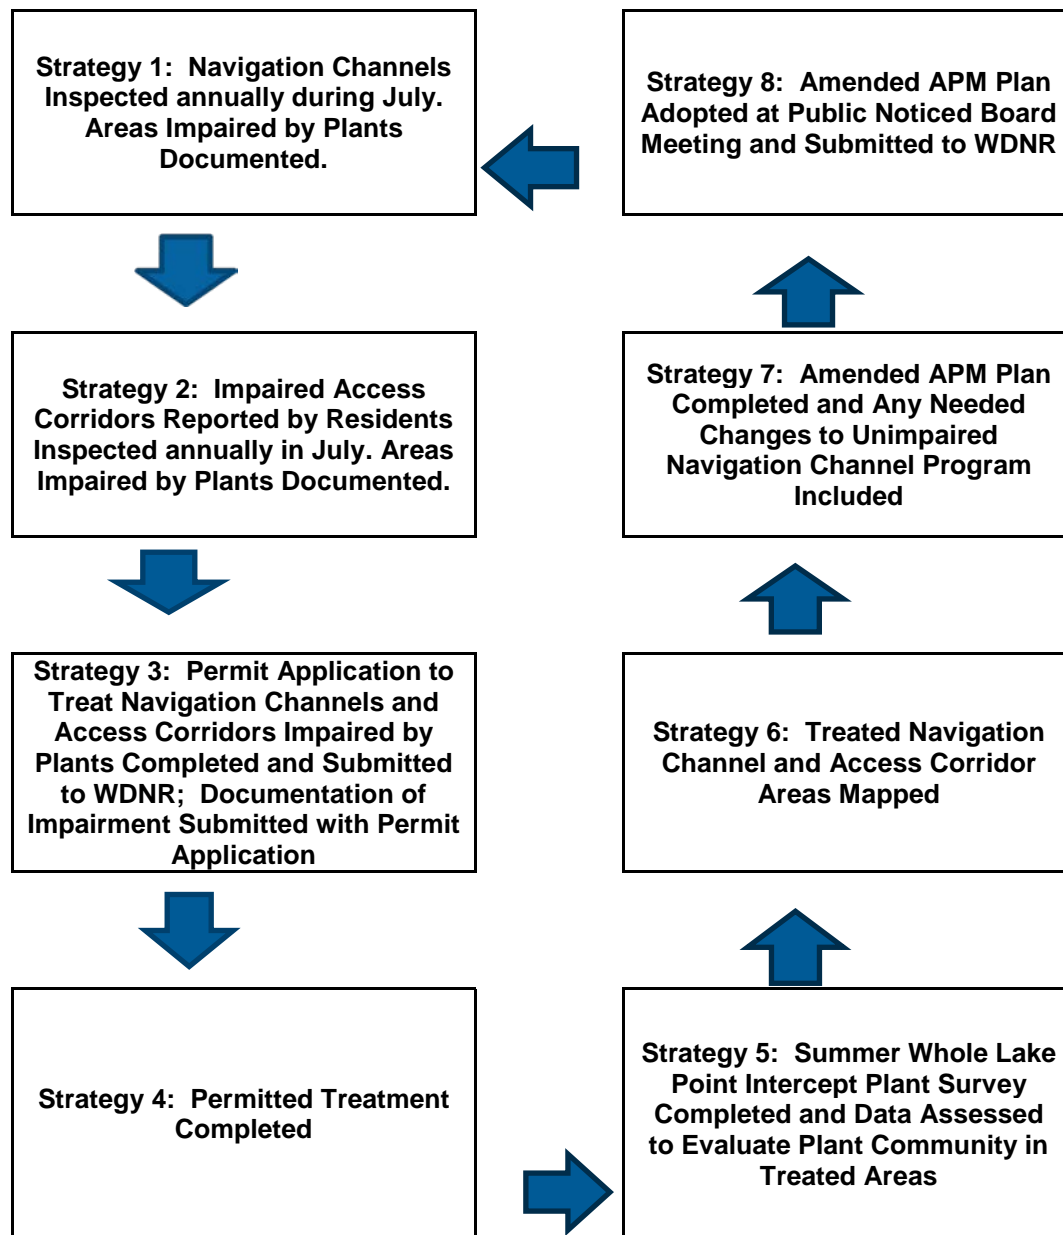 Strategy 1:  Navigation Channels
Inspected annually during July.
Areas Impaired by Plants
Documented.
Strategy 2:  Impaired Access
Corridors Reported by Residents
Inspected annually in July. Areas
Impaired by Plants Documented.
Strategy 3:  Permit Application to
Treat Navigation Channels and
Access Corridors Impaired by
Plants Completed and Submitted
to WDNR;  Documentation of
Impairment Submitted with Permit
Application
Strategy 4:  Permitted Treatment
Completed
Strategy 5:  Summer Whole Lake
Point Intercept Plant Survey
Completed and Data Assessed
to Evaluate Plant Community in
Treated Areas
Strategy 6:  Treated Navigation
Channel and Access Corridor
Areas Mapped
Strategy 7:  Amended APM Plan
Completed and Any Needed
Changes to Unimpaired
Navigation Channel Program
Included
Strategy 8:  Amended APM Plan
Adopted at Public Noticed Board
Meeting and Submitted to WDNR